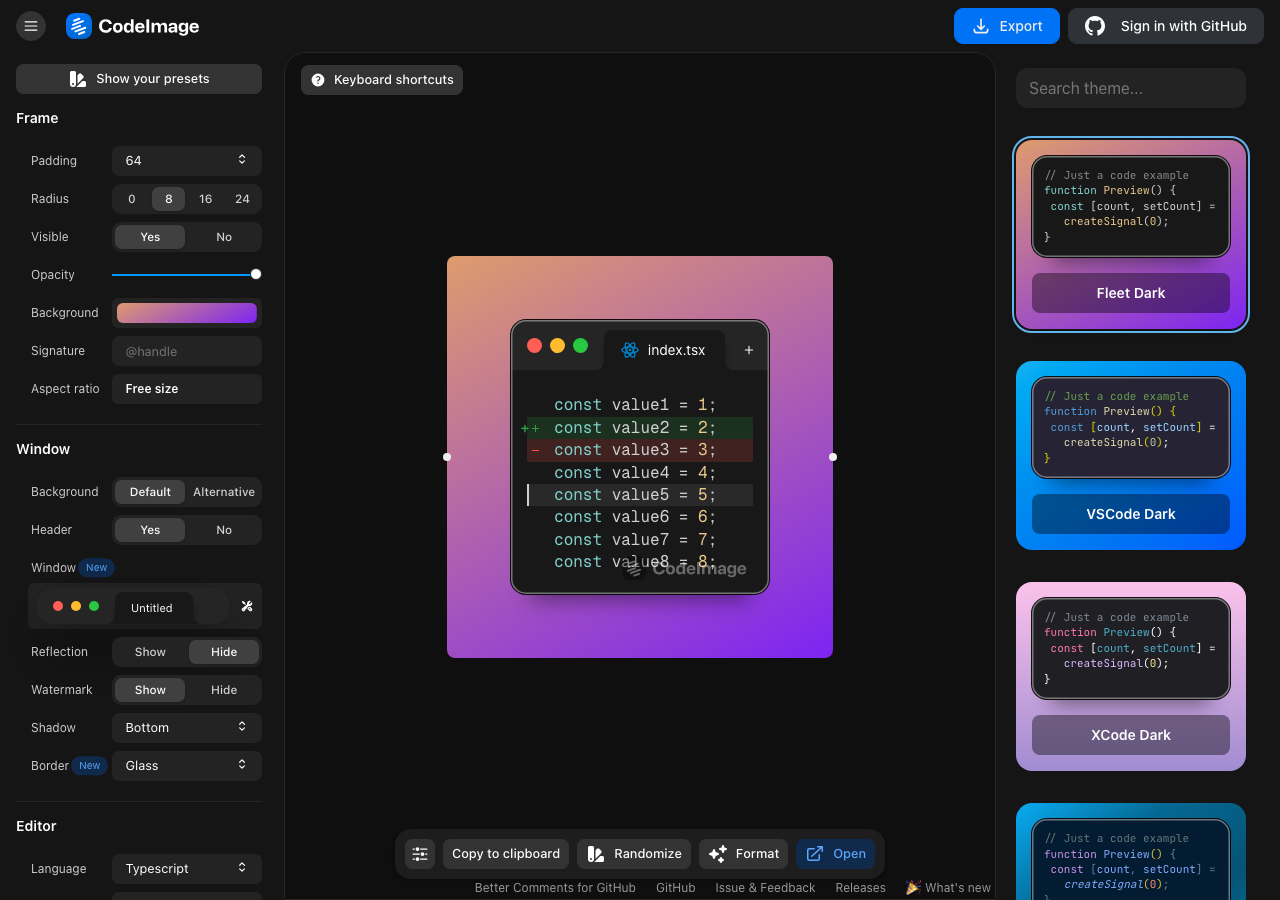 CodeImage
Export
Sign in with GitHub
Show your presets
Frame
Padding
64
Radius
0 8 16 24
Visible
Yes No
Opacity
Background
Signature
@handle
Aspect ratio
Free size
Window
Background
Default Alternative
Header
Yes No
Window New
Untitled
Reflection
Show Hide
Watermark
Show Hide
Shadow
Bottom
Border New
Glass
Editor
Language
Typescript
Keyboard shortcuts
index.tsx
+
const value1 = 1;
++ const value2 = 2;
- const value3 = 3;
const value4 = 4;
const value5 = 5;
const value6 = 6;
const value7 = 7;
const value8 = 8;
CodeImage
Copy to clipboard
Randomize
Format
Open
Better Comments for GitHub
GitHub
Issue & Feedback
Releases
🎉 What's new
Search theme...
// Just a code example
function Preview() {
const [count, setCount] =
createSignal(0);
}
Fleet Dark
// Just a code example
function Preview() {
const [count, setCount] =
createSignal(0);
}
VSCode Dark
// Just a code example
function Preview() {
const [count, setCount] =
createSignal(0);
}
XCode Dark
// Just a code example
function Preview() {
const [count, setCount] =
createSignal(0);
}